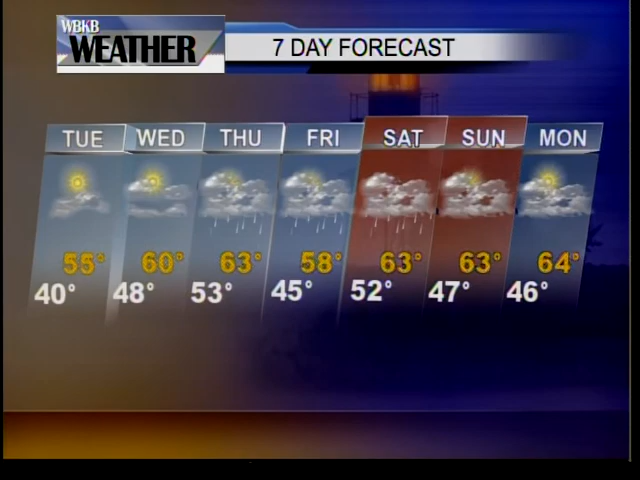 WBKB
WEATHER
7 DAY FORECAST
TUE WED THU FRI SAT SUN MON
55° 60° 63° 58° 63° 63° 64°
40° 48° 53° 45° 52° 47° 46°